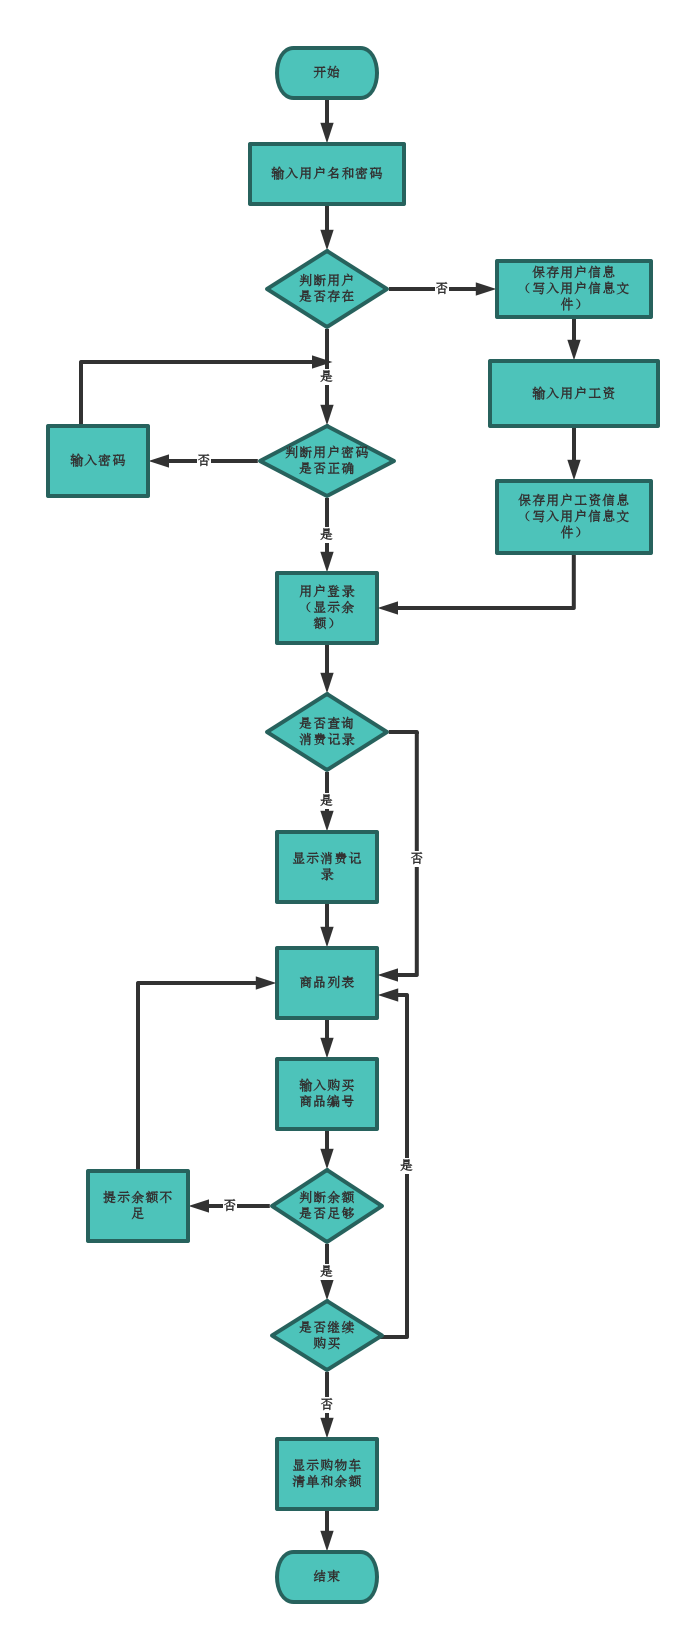 开始
输入用户名和密码
判断用户
是否存在
否
保存用户信息
（写入用户信息文
件）
是
输入用户工资
判断用户密码
是否正确
否
输入密码
保存用户工资信息
（写入用户信息文
件）
是
用户登录
（显示余
额）
是否查询
消费记录
是
否
显示消费记
录
商品列表
输入购买
商品编号
是
判断余额
是否足够
否
提示余额不
足
是
是否继续
购买
否
显示购物车
清单和余额
结束